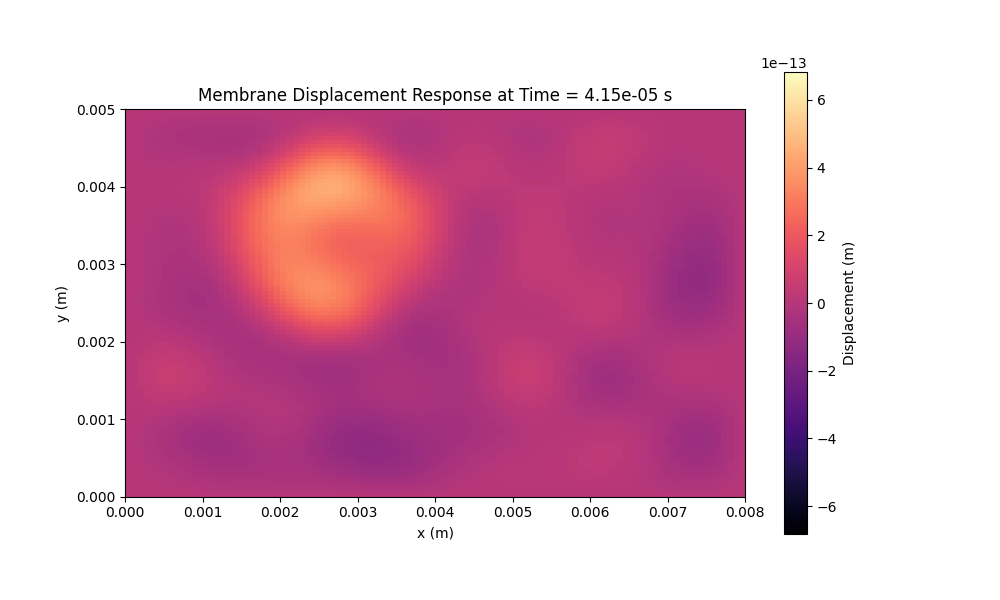 1e−13
Membrane Displacement Response at Time = 4.15e-05 s
0.005
0.004
0.003
0.002
0.001
0.000
y (m)
0.000 0.001 0.002 0.003 0.004 0.005 0.006 0.007 0.008
x (m)
6
4
2
0
−2
−4
−6
Displacement (m)